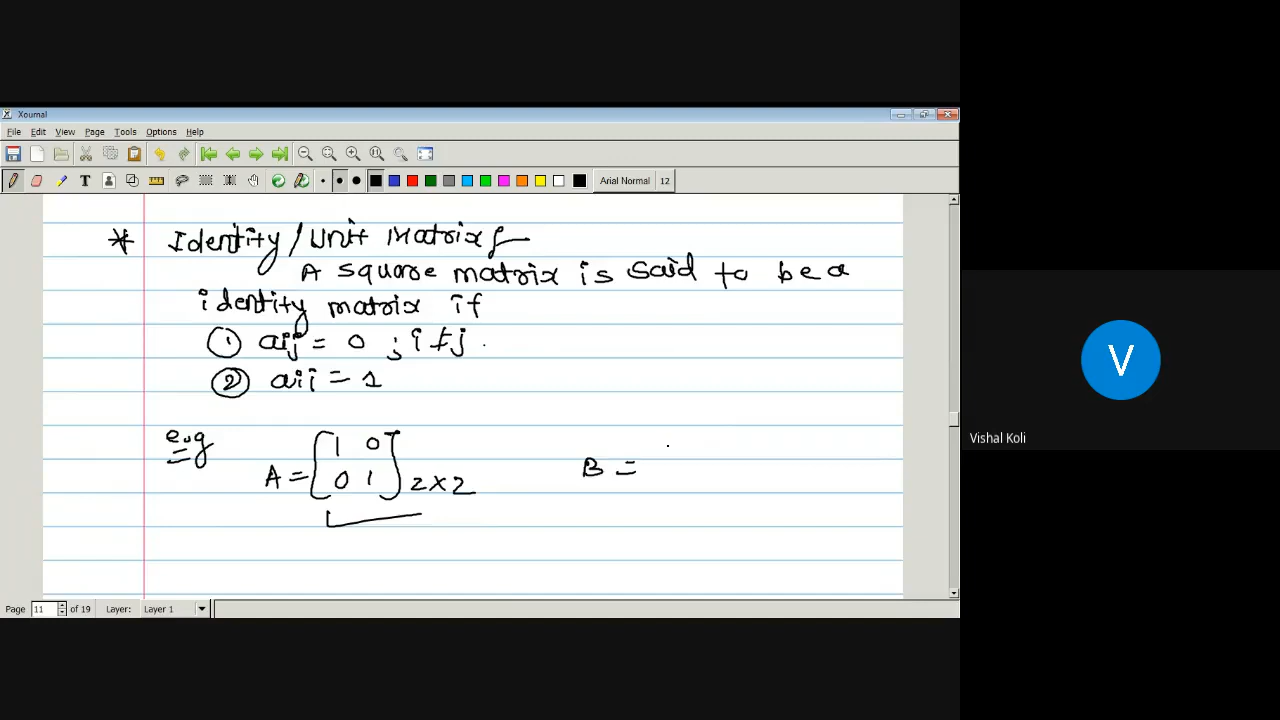 Xournal
File Edit View Page Tools Options Help
Arial Normal 12
* Identity/Unit Matrix
A square matrix is said to be a
identity matrix if
① aij = 0 ; i ≠ j
② aii = 1
e.g
A = [1 0
0 1] 2×2
B =
V
Vishal Koli
Page 11 of 19 Layer: Layer 1